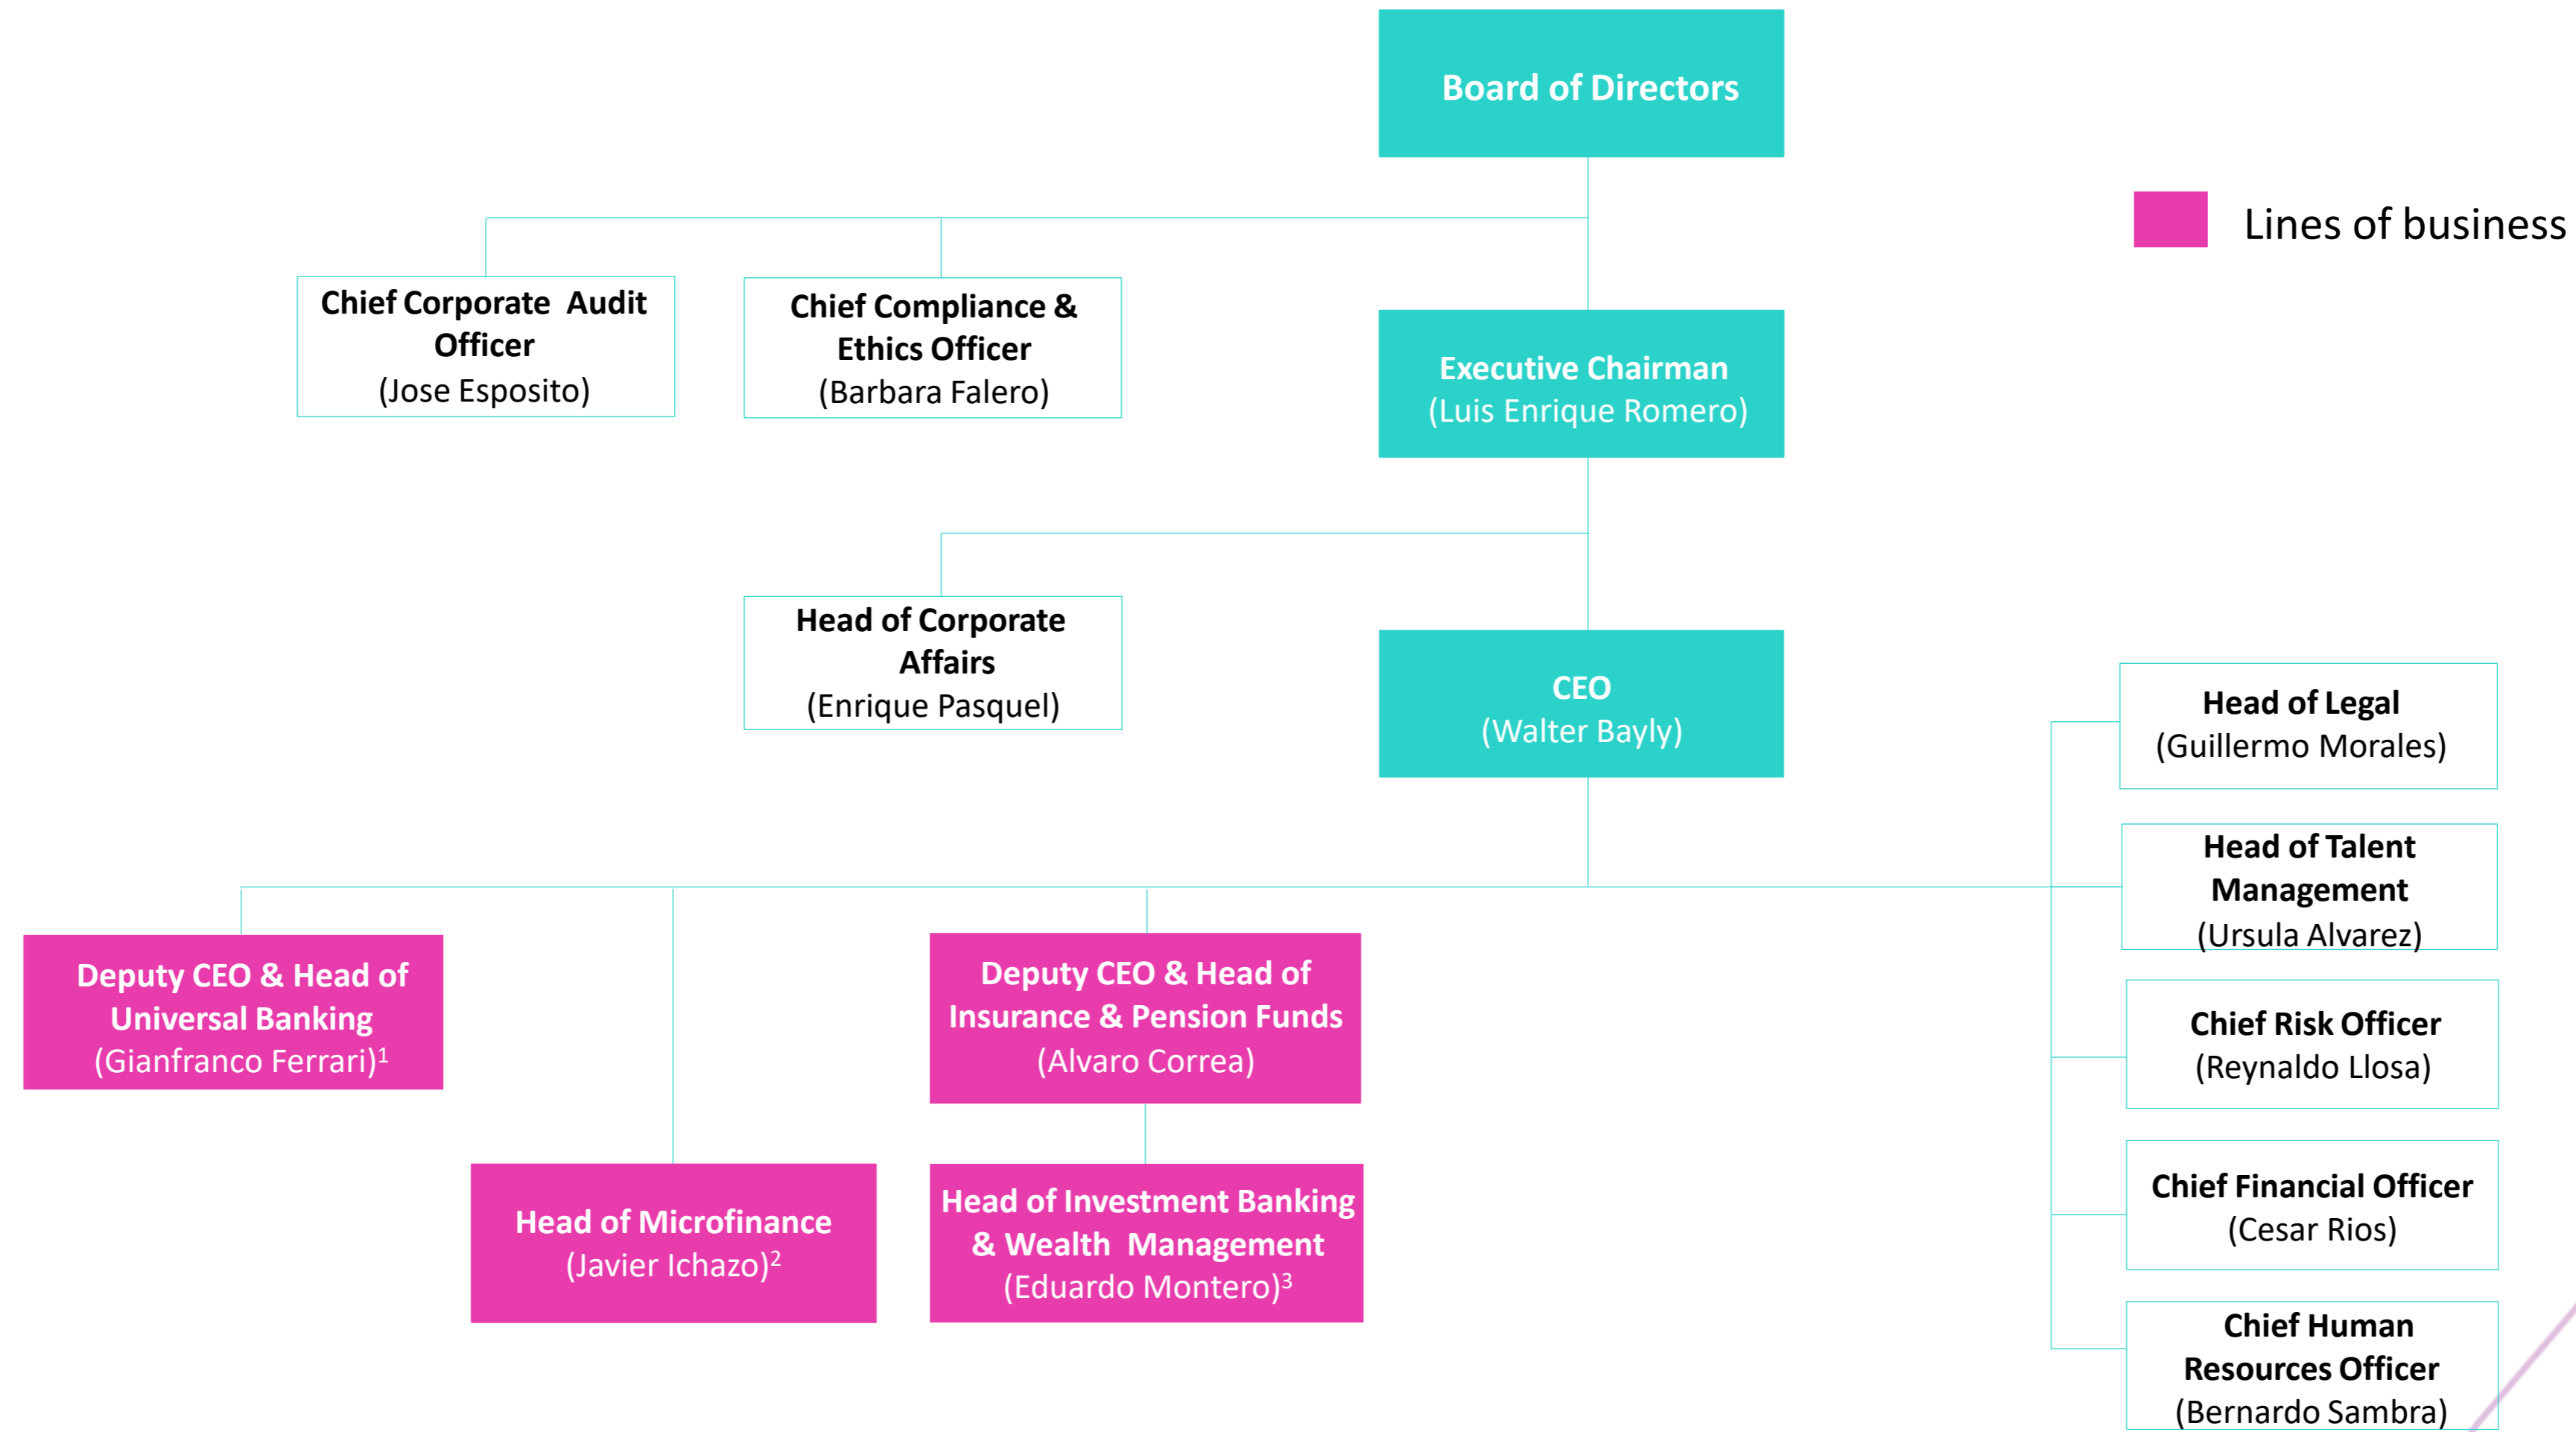 Board of Directors
Lines of business
Chief Corporate Audit
Officer
(Jose Esposito)
Chief Compliance &
Ethics Officer
(Barbara Falero)
Executive Chairman
(Luis Enrique Romero)
Head of Corporate
Affairs
(Enrique Pasquel)
CEO
(Walter Bayly)
Head of Legal
(Guillermo Morales)
Head of Talent
Management
(Ursula Alvarez)
Deputy CEO & Head of
Universal Banking
(Gianfranco Ferrari)¹
Deputy CEO & Head of
Insurance & Pension Funds
(Alvaro Correa)
Chief Risk Officer
(Reynaldo Llosa)
Head of Microfinance
(Javier Ichazo)²
Head of Investment Banking
& Wealth Management
(Eduardo Montero)³
Chief Financial Officer
(Cesar Rios)
Chief Human
Resources Officer
(Bernardo Sambra)